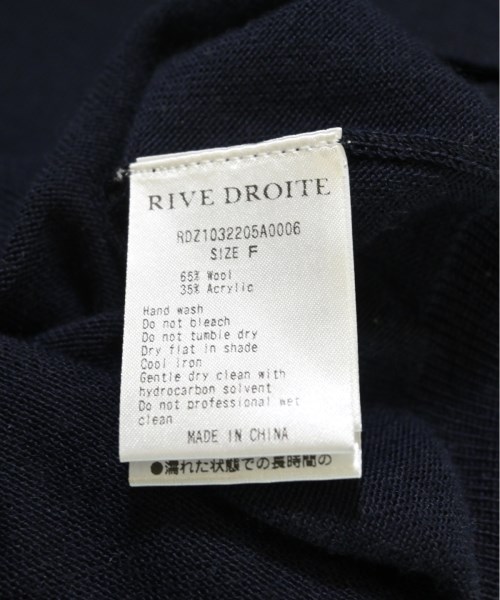 RIVE DROITE
RDZ1032205A0006
SIZE F
65% Wool
35% Acrylic
Hand wash
Do not bleach
Do not tumble dry
Dry flat in shade
Cool iron
Gentle dry clean with
hydrocarbon solvent
Do not professional wet
clean
MADE IN CHINA
●濡れた状態での長時間の